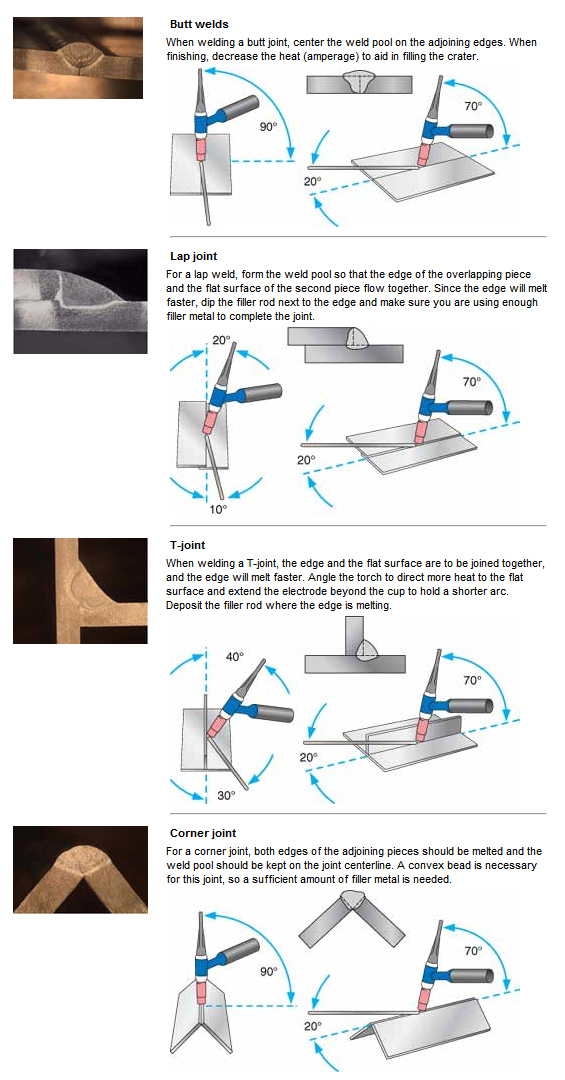 Butt welds
When welding a butt joint, center the weld pool on the adjoining edges. When
finishing, decrease the heat (amperage) to aid in filling the crater.
90°
70°
20°
Lap joint
For a lap weld, form the weld pool so that the edge of the overlapping piece
and the flat surface of the second piece flow together. Since the edge will melt
faster, dip the filler rod next to the edge and make sure you are using enough
filler metal to complete the joint.
20°
70°
20°
10°
T-joint
When welding a T-joint, the edge and the flat surface are to be joined together,
and the edge will melt faster. Angle the torch to direct more heat to the flat
surface and extend the electrode beyond the cup to hold a shorter arc.
Deposit the filler rod where the edge is melting.
40°
70°
20°
30°
Corner joint
For a corner joint, both edges of the adjoining pieces should be melted and the
weld pool should be kept on the joint centerline. A convex bead is necessary
for this joint, so a sufficient amount of filler metal is needed.
90°
70°
20°